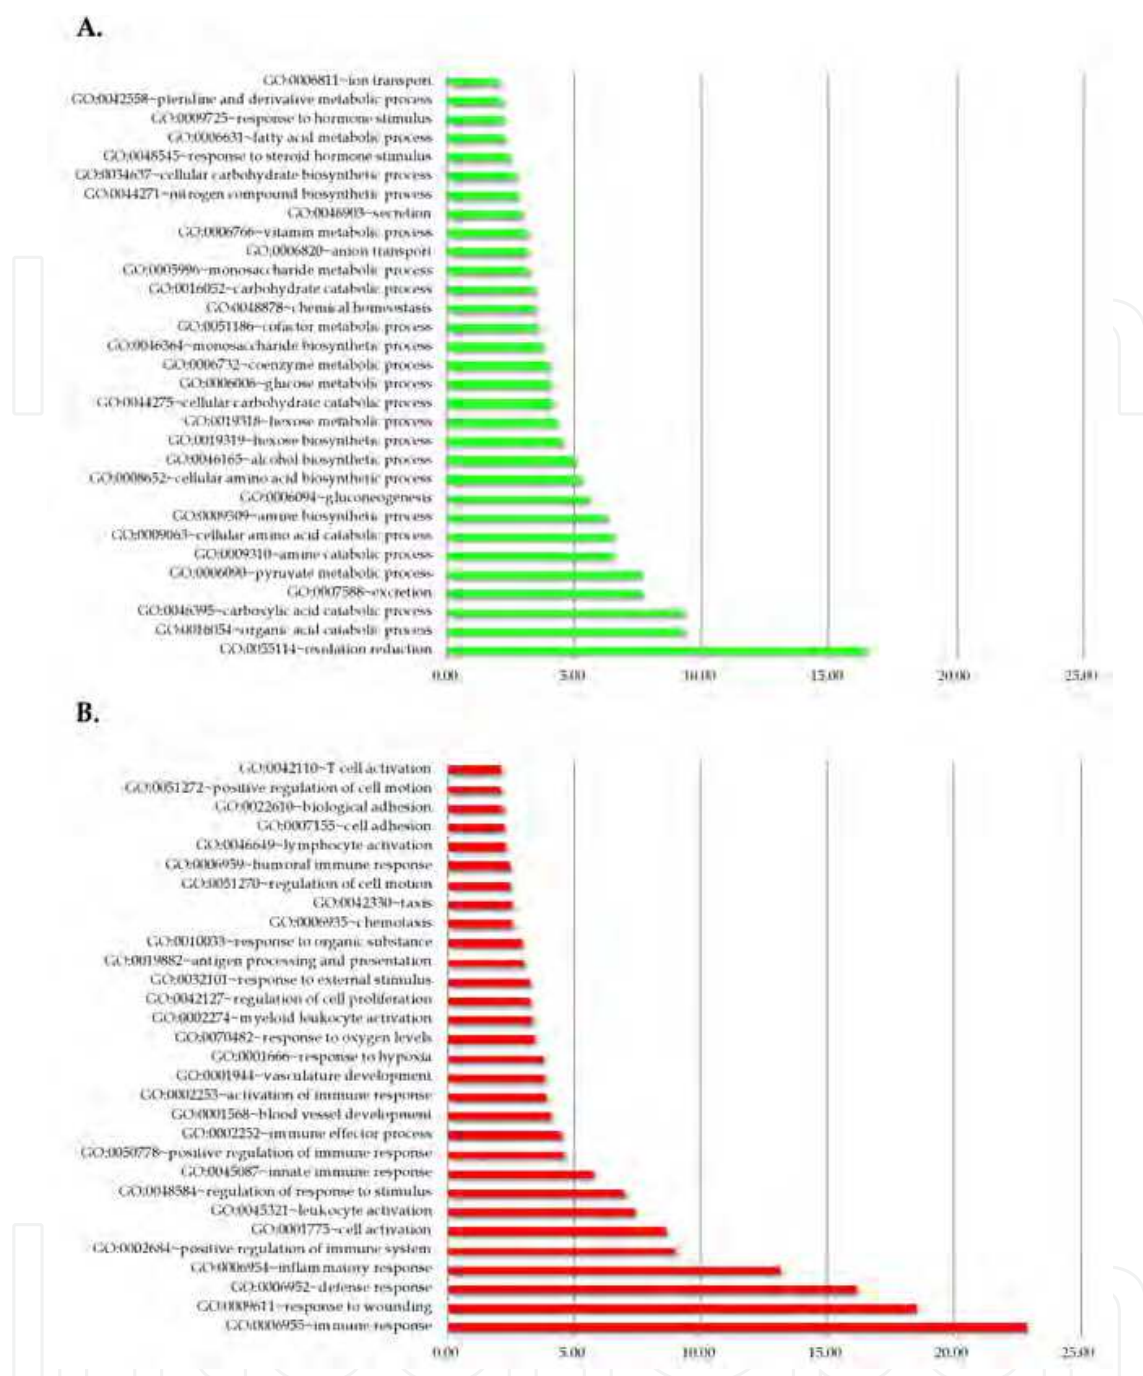 A.
GO:0006811~ion transport
GO:0042558~pteridine and derivative metabolic process
GO:0009725~response to hormone stimulus
GO:0006631~fatty acid metabolic process
GO:0048545~response to steroid hormone stimulus
GO:0034637~cellular carbohydrate biosynthetic process
GO:0044271~nitrogen compound biosynthetic process
GO:0046903~secretion
GO:0006766~vitamin metabolic process
GO:0006820~anion transport
GO:0005996~monosaccharide metabolic process
GO:0016052~carbohydrate catabolic process
GO:0048878~chemical homeostasis
GO:0051186~cofactor metabolic process
GO:0046364~monosaccharide biosynthetic process
GO:0006732~coenzyme metabolic process
GO:0006006~glucose metabolic process
GO:0044275~cellular carbohydrate catabolic process
GO:0019318~hexose metabolic process
GO:0019319~hexose biosynthetic process
GO:0046165~alcohol biosynthetic process
GO:0008652~cellular amino acid biosynthetic process
GO:0006094~gluconeogenesis
GO:0009309~amine biosynthetic process
GO:0009063~cellular amino acid catabolic process
GO:0009310~amine catabolic process
GO:0006090~pyruvate metabolic process
GO:0007588~excretion
GO:0046395~carboxylic acid catabolic process
GO:0016054~organic acid catabolic process
GO:0055114~oxidation reduction
0.00 5.00 10.00 15.00 20.00 25.00
B.
GO:0042110~T cell activation
GO:0051272~positive regulation of cell motion
GO:0022610~biological adhesion
GO:0007155~cell adhesion
GO:0046649~lymphocyte activation
GO:0006959~humoral immune response
GO:0051270~regulation of cell motion
GO:0042330~taxis
GO:0006935~chemotaxis
GO:0010033~response to organic substance
GO:0019882~antigen processing and presentation
GO:0032101~response to external stimulus
GO:0042127~regulation of cell proliferation
GO:0002274~myeloid leukocyte activation
GO:0070482~response to oxygen levels
GO:0001666~response to hypoxia
GO:0001944~vasculature development
GO:0002253~activation of immune response
GO:0001568~blood vessel development
GO:0002252~immune effector process
GO:0050778~positive regulation of immune response
GO:0045087~innate immune response
GO:0048584~regulation of response to stimulus
GO:0045321~leukocyte activation
GO:0001775~cell activation
GO:0002684~positive regulation of immune system
GO:0006954~inflammatory response
GO:0006952~defense response
GO:0009611~response to wounding
GO:0006955~immune response
0.00 5.00 10.00 15.00 20.00 25.00